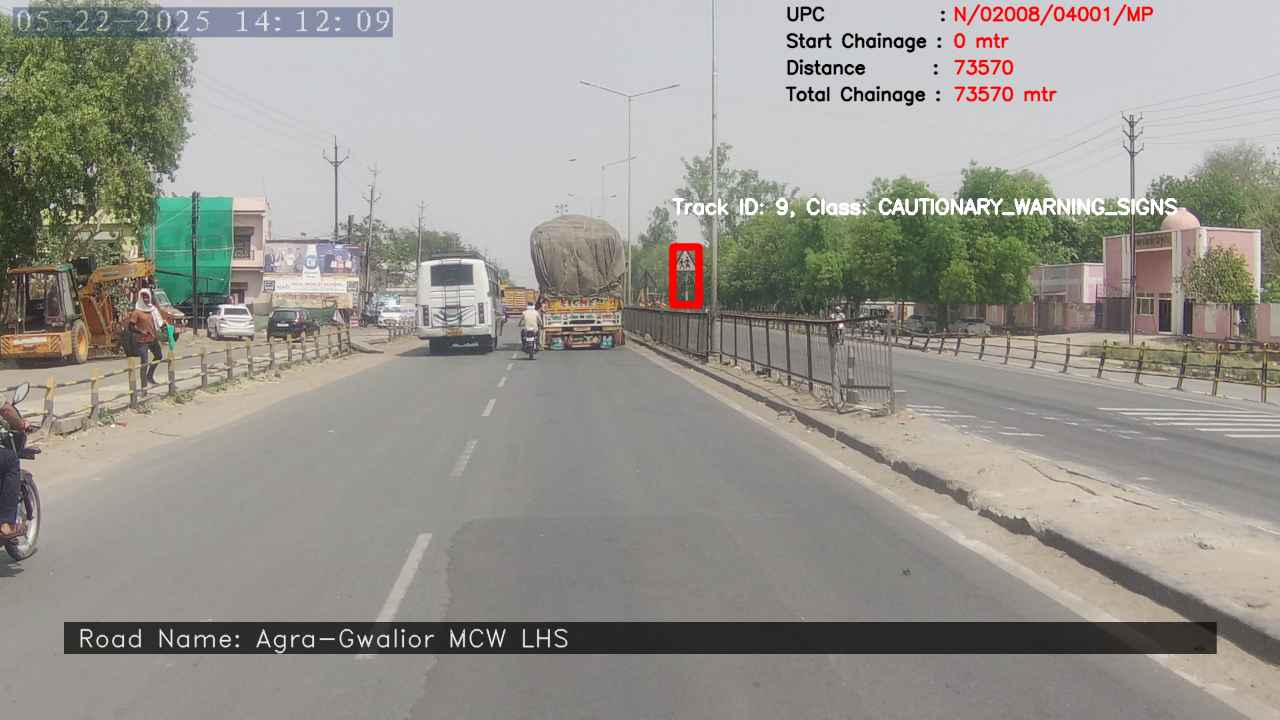 05-22-2025 14:12:09
UPC : N/02008/04001/MP
Start Chainage : 0 mtr
Distance : 73570
Total Chainage : 73570 mtr
Track ID: 9, Class: CAUTIONARY_WARNING_SIGNS
Road Name: Agra-Gwalior MCW LHS